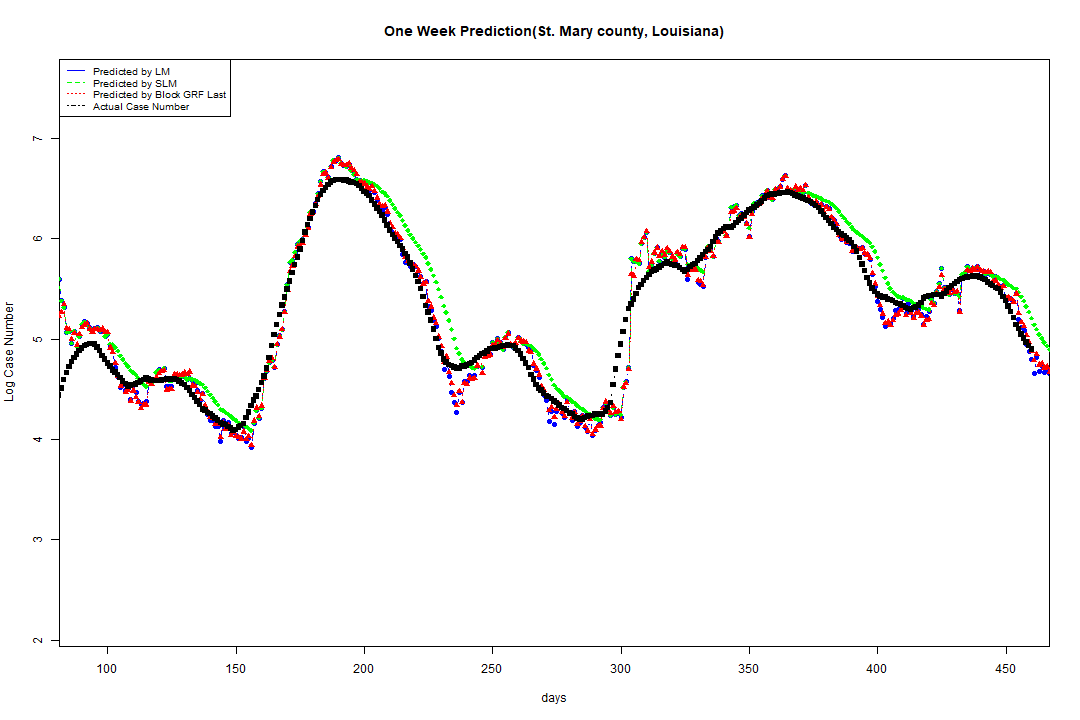 One Week Prediction(St. Mary county, Louisiana)
Predicted by LM
Predicted by SLM
Predicted by Block GRF Last
Actual Case Number
7
6
5
4
3
2
Log Case Number
100 150 200 250 300 350 400 450
days